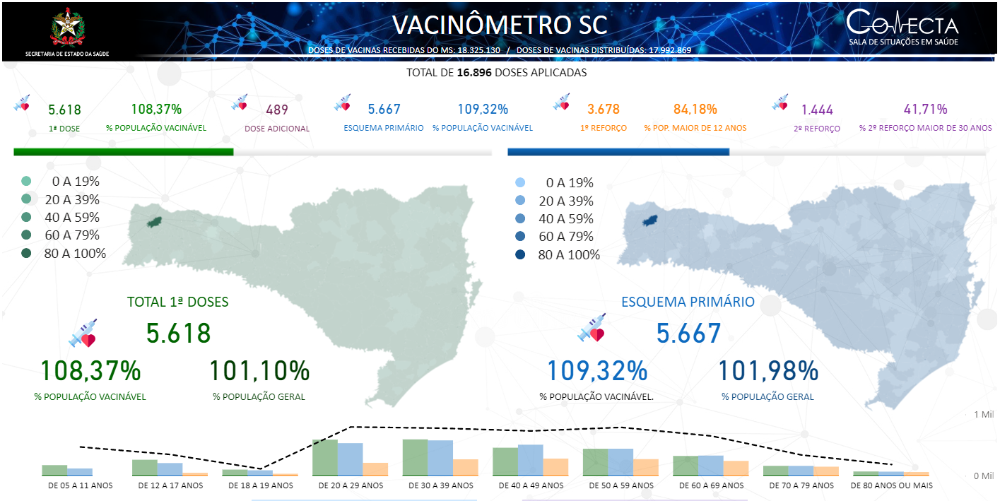 SECRETARIA DE ESTADO DA SAÚDE
VACINÔMETRO SC
DOSES DE VACINAS RECEBIDAS DO MS: 18.325.130 / DOSES DE VACINAS DISTRIBUÍDAS: 17.992.869
CONECTA
SALA DE SITUAÇÕES EM SAÚDE
TOTAL DE 16.896 DOSES APLICADAS
5.618 108,37% 489 5.667 109,32% 3.678 84,18% 1.444 41,71%
1ª DOSE % POPULAÇÃO VACINÁVEL DOSE ADICIONAL ESQUEMA PRIMÁRIO % POPULAÇÃO VACINÁVEL 1º REFORÇO % POP. MAIOR DE 12 ANOS 2º REFORÇO % 2º REFORÇO MAIOR DE 30 ANOS
0 A 19%
20 A 39%
40 A 59%
60 A 79%
80 A 100%
TOTAL 1ª DOSES
5.618
108,37% 101,10%
% POPULAÇÃO VACINÁVEL % POPULAÇÃO GERAL
0 A 19%
20 A 39%
40 A 59%
60 A 79%
80 A 100%
ESQUEMA PRIMÁRIO
5.667
109,32% 101,98%
% POPULAÇÃO VACINÁVEL. % POPULAÇÃO GERAL
1 Mil
0 Mil
DE 05 A 11 ANOS DE 12 A 17 ANOS DE 18 A 19 ANOS DE 20 A 29 ANOS DE 30 A 39 ANOS DE 40 A 49 ANOS DE 50 A 59 ANOS DE 60 A 69 ANOS DE 70 A 79 ANOS DE 80 ANOS OU MAIS